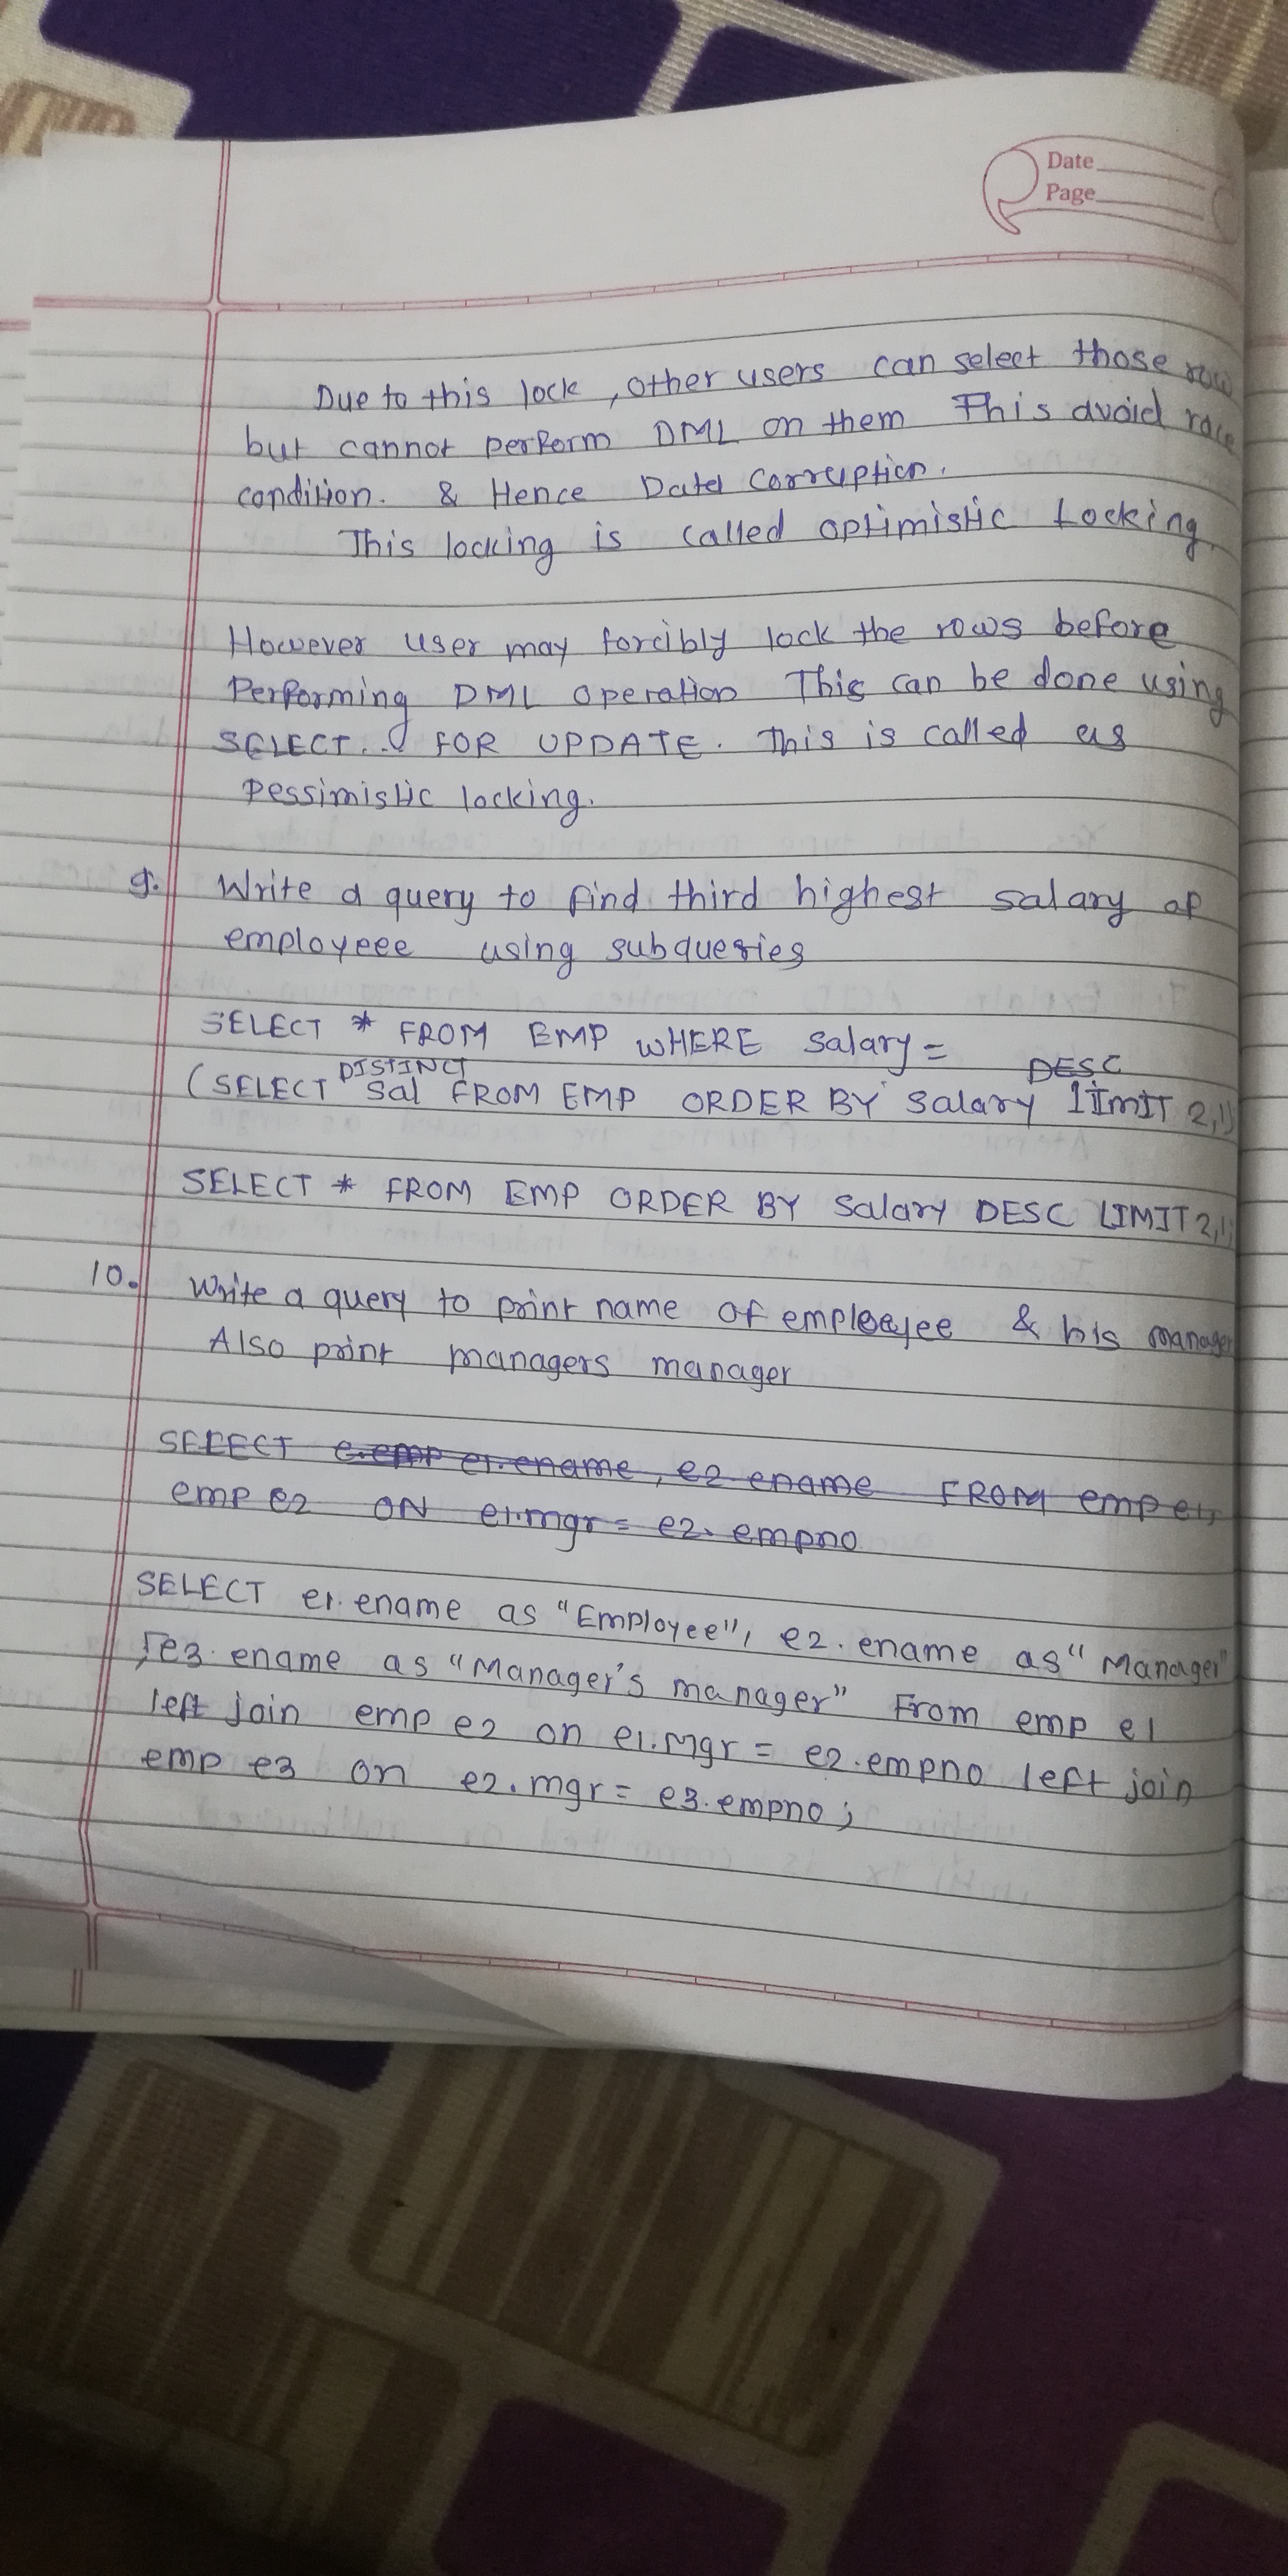 Date
Page
Due to this lock, other users can select those row
but cannot perform DML on them This avoid race
condition. & Hence Data Corruption.
This locking is called optimistic Locking.
However user may forcibly lock the rows before
Performing DML operation This can be done using
SELECT... FOR UPDATE. This is called as
Pessimistic locking.
9. Write a query to find third highest salary of
employeee using subqueries
SELECT * FROM EMP WHERE Salary =
DISTINCT DESC
(SELECT Sal FROM EMP ORDER BY Salary limit 2,1)
SELECT * FROM EMP ORDER BY Salary DESC LIMIT 2,1;
10. Write a query to print name of employee & his manager
Also print managers manager
SELECT e.emp e1.ename, e2 ename FROM emp e1,
emp e2 ON e1.mgr = e2.empno
SELECT e1.ename as "Employee", e2.ename as "Manager"
,e3.ename as "Manager's manager" From emp e1
left join emp e2 on e1.Mgr = e2.empno left join
emp e3 on e2.mgr = e3.empno;